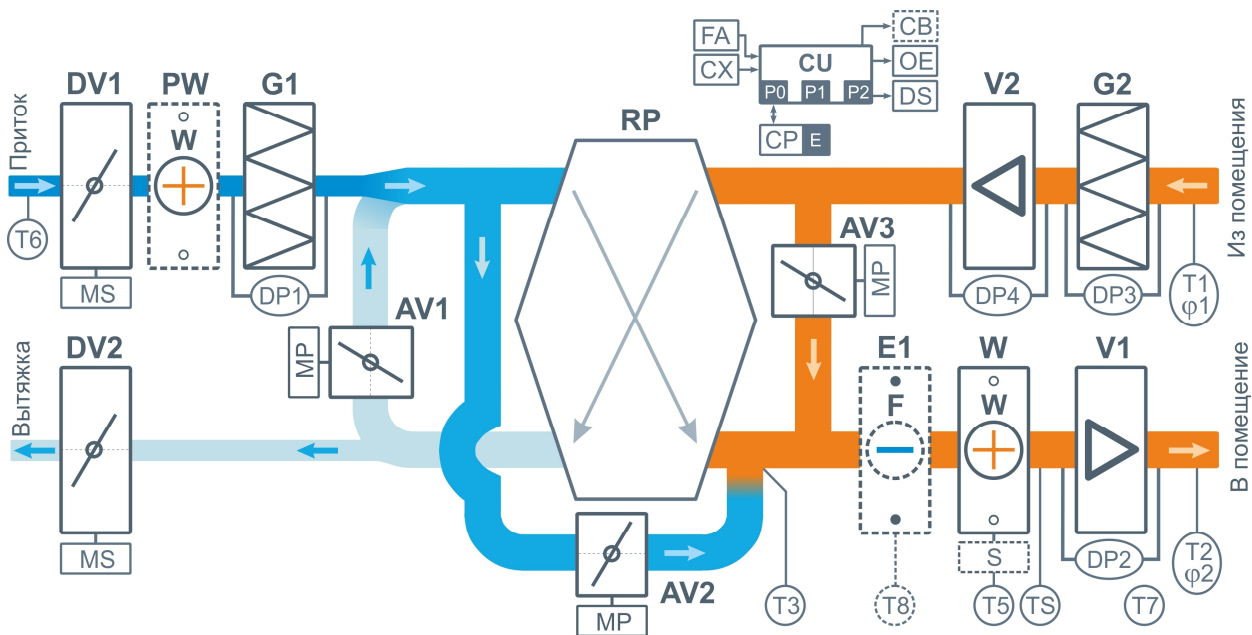 CB
FA
CU
OE
CX
P0
P1
P2
DS
CP
E
DV1
PW
G1
RP
V2
G2
Приток
W
Из помещения
T6
MS
DP1
AV3
MP
DP4
DP3
T1
φ1
AV1
MP
DV2
E1
W
V1
Вытяжка
F
W
В помещение
MS
S
DP2
T2
φ2
AV2
MP
T3
T8
T5
TS
T7